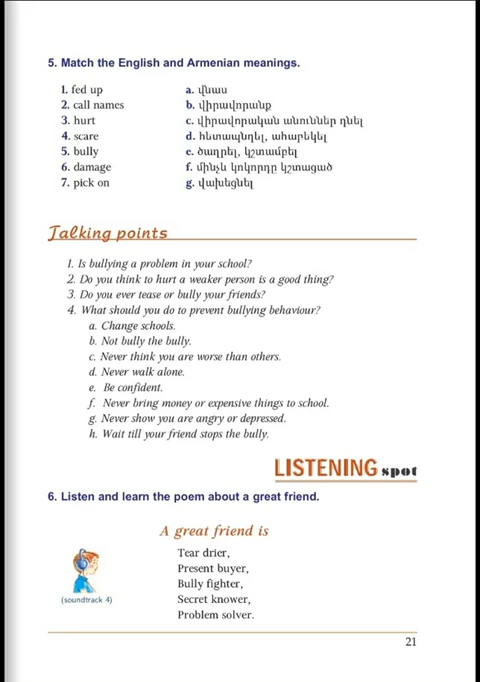 5. Match the English and Armenian meanings.
1. fed up
2. call names
3. hurt
4. scare
5. bully
6. damage
7. pick on
a. վնաս
b. վիրավորանք
c. վիրավորական անուններ դնել
d. հետապնդել, ահաբեկել
e. ծաղրել, կշտամբել
f. մինչև կոկորդը կշտացած
g. վախեցնել
Talking points
1. Is bullying a problem in your school?
2. Do you think to hurt a weaker person is a good thing?
3. Do you ever tease or bully your friends?
4. What should you do to prevent bullying behaviour?
a. Change schools.
b. Not bully the bully.
c. Never think you are worse than others.
d. Never walk alone.
e. Be confident.
f. Never bring money or expensive things to school.
g. Never show you are angry or depressed.
h. Wait till your friend stops the bully.
LISTENING spot
6. Listen and learn the poem about a great friend.
A great friend is
Tear drier,
Present buyer,
Bully fighter,
Secret knower,
Problem solver.
(soundtrack 4)
21